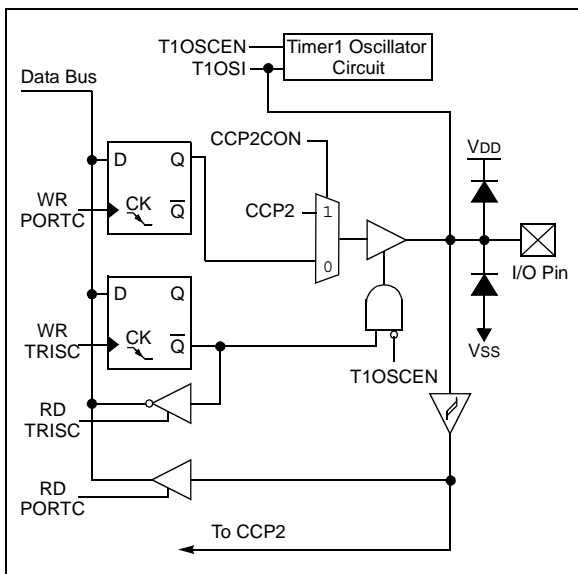 T1OSCEN
Timer1 Oscillator
Circuit
T1OSI
Data Bus
CCP2CON
VDD
D Q
WR
PORTC
CK
Q
CCP2
1
0
I/O Pin
D Q
WR
TRISC
CK
Q
VSS
T1OSCEN
RD
TRISC
RD
PORTC
To CCP2